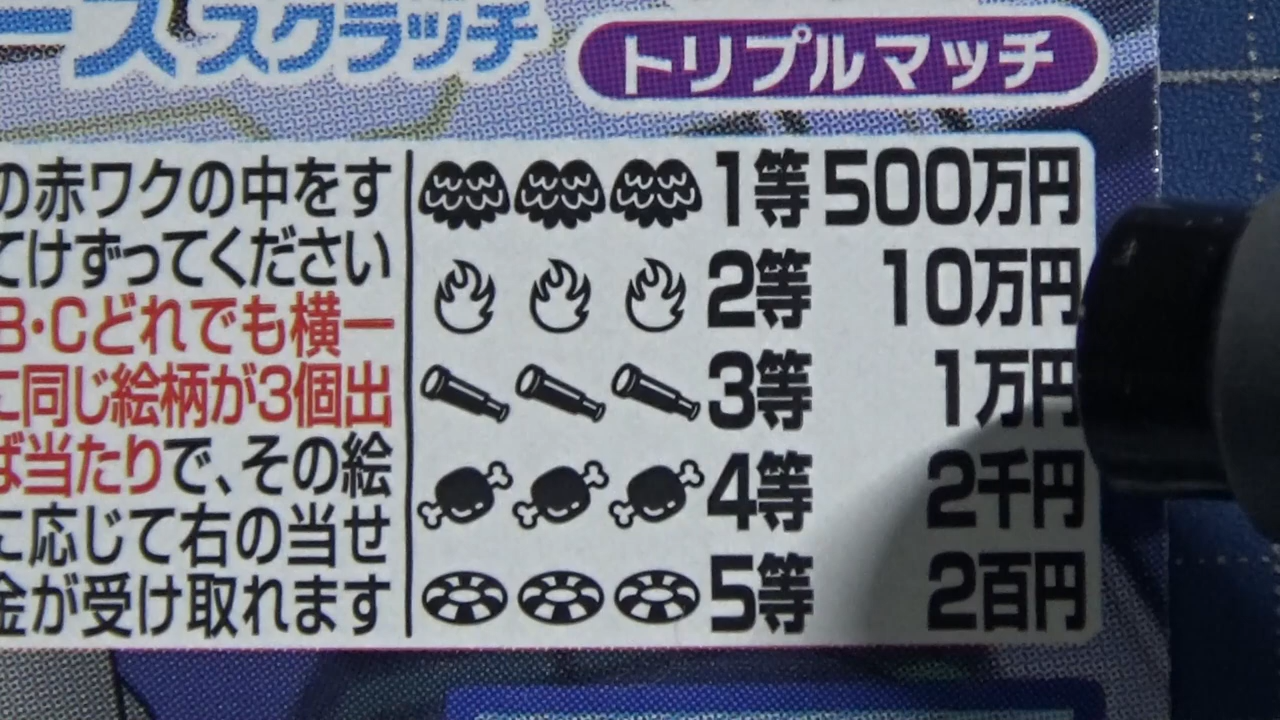 ーススクラッチ
トリプルマッチ
の赤ワクの中をす
てけずってください
B・Cどれでも横一
に同じ絵柄が3個出
ば当たりで、その絵
に応じて右の当せ
金が受け取れます
1等 500万円
2等 10万円
3等 1万円
4等 2千円
5等 2百円